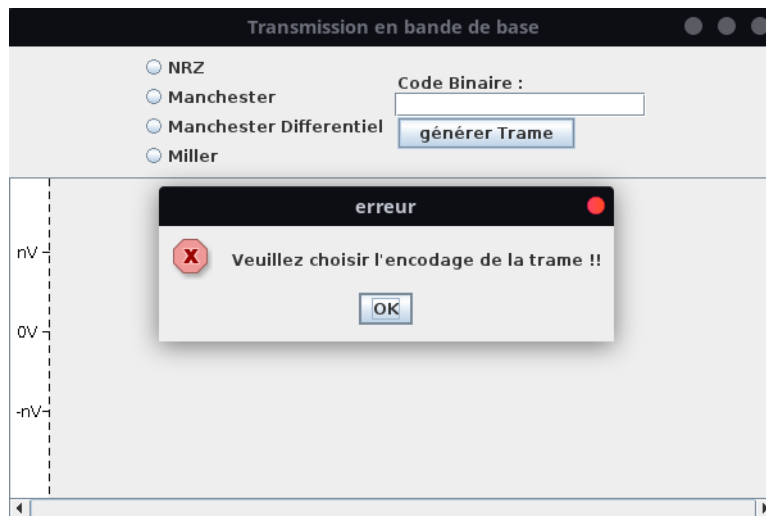 Transmission en bande de base
NRZ
Manchester
Manchester Differentiel
Miller
Code Binaire :
générer Trame
erreur
X
Veuillez choisir l'encodage de la trame !!
OK
nV
0V
-nV